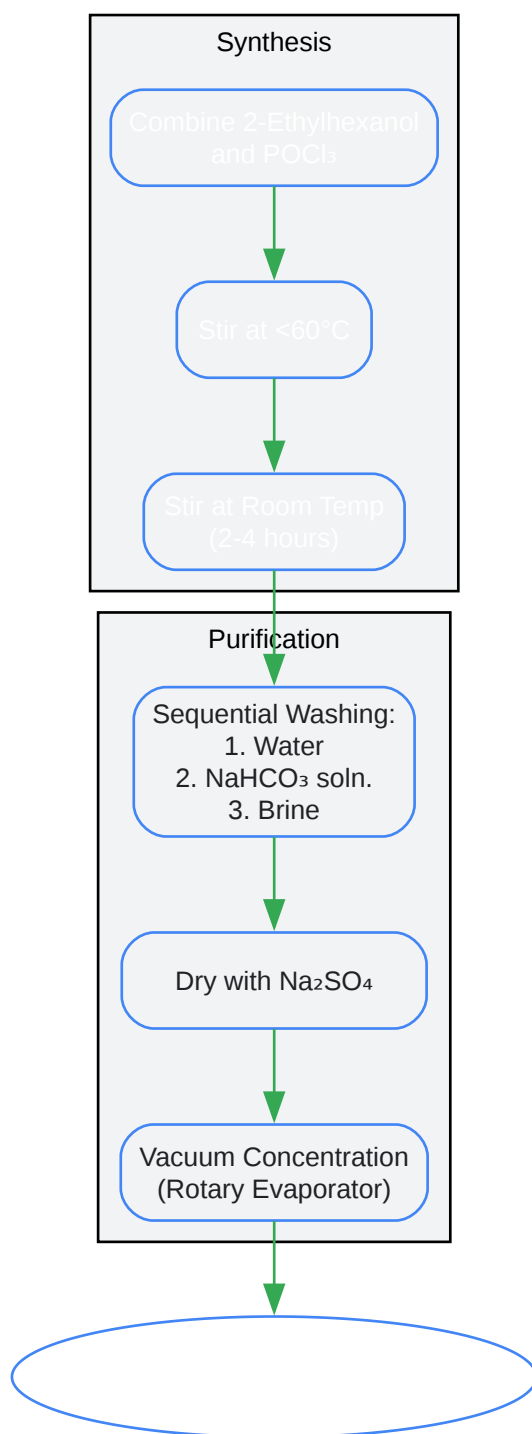 Synthesis
Combine 2-Ethylhexanol
and POCl₃
Stir at <60°C
Stir at Room Temp
(2-4 hours)
Purification
Sequential Washing:
1. Water
2. NaHCO₃ soln.
3. Brine
Dry with Na₂SO₄
Vacuum Concentration
(Rotary Evaporator)